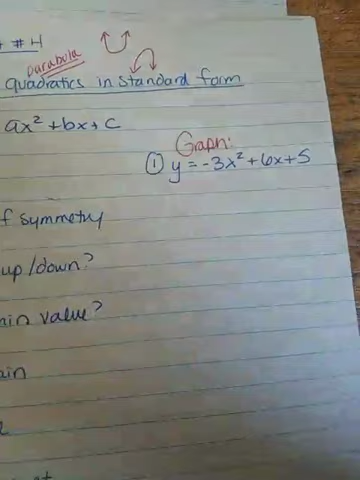 # 4
parabola
quadratics in standard form
ax² + bx + c
Graph:
① y = -3x² + 6x + 5
f symmetry
up/down?
in value?
ain